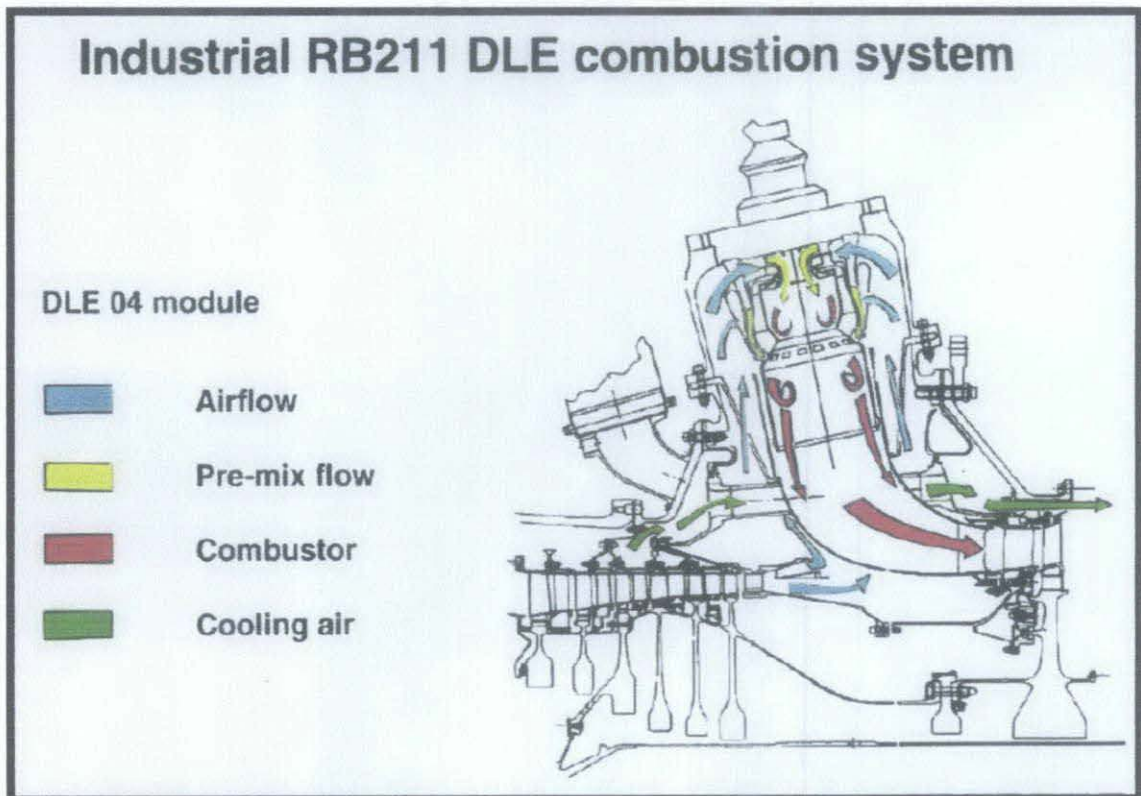 Industrial RB211 DLE combustion system
DLE 04 module
Airflow
Pre-mix flow
Combustor
Cooling air